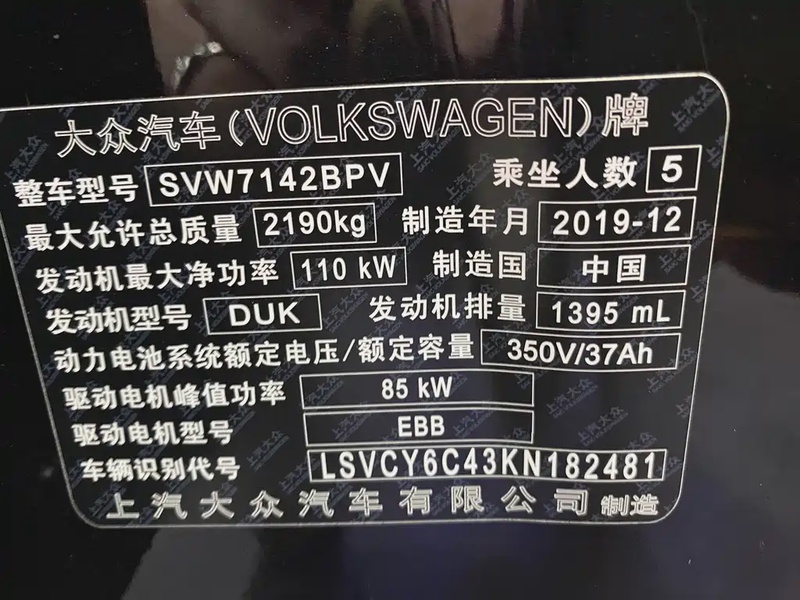 大众汽车(VOLKSWAGEN)牌
整车型号 SVW7142BPV 乘坐人数 5
最大允许总质量 2190kg 制造年月 2019-12
发动机最大净功率 110 kW 制造国 中国
发动机型号 DUK 发动机排量 1395 mL
动力电池系统额定电压/额定容量 350V/37Ah
驱动电机峰值功率 85 kW
驱动电机型号 EBB
车辆识别代号 LSVCY6C43KN182481
上汽大众汽车有限公司 制造